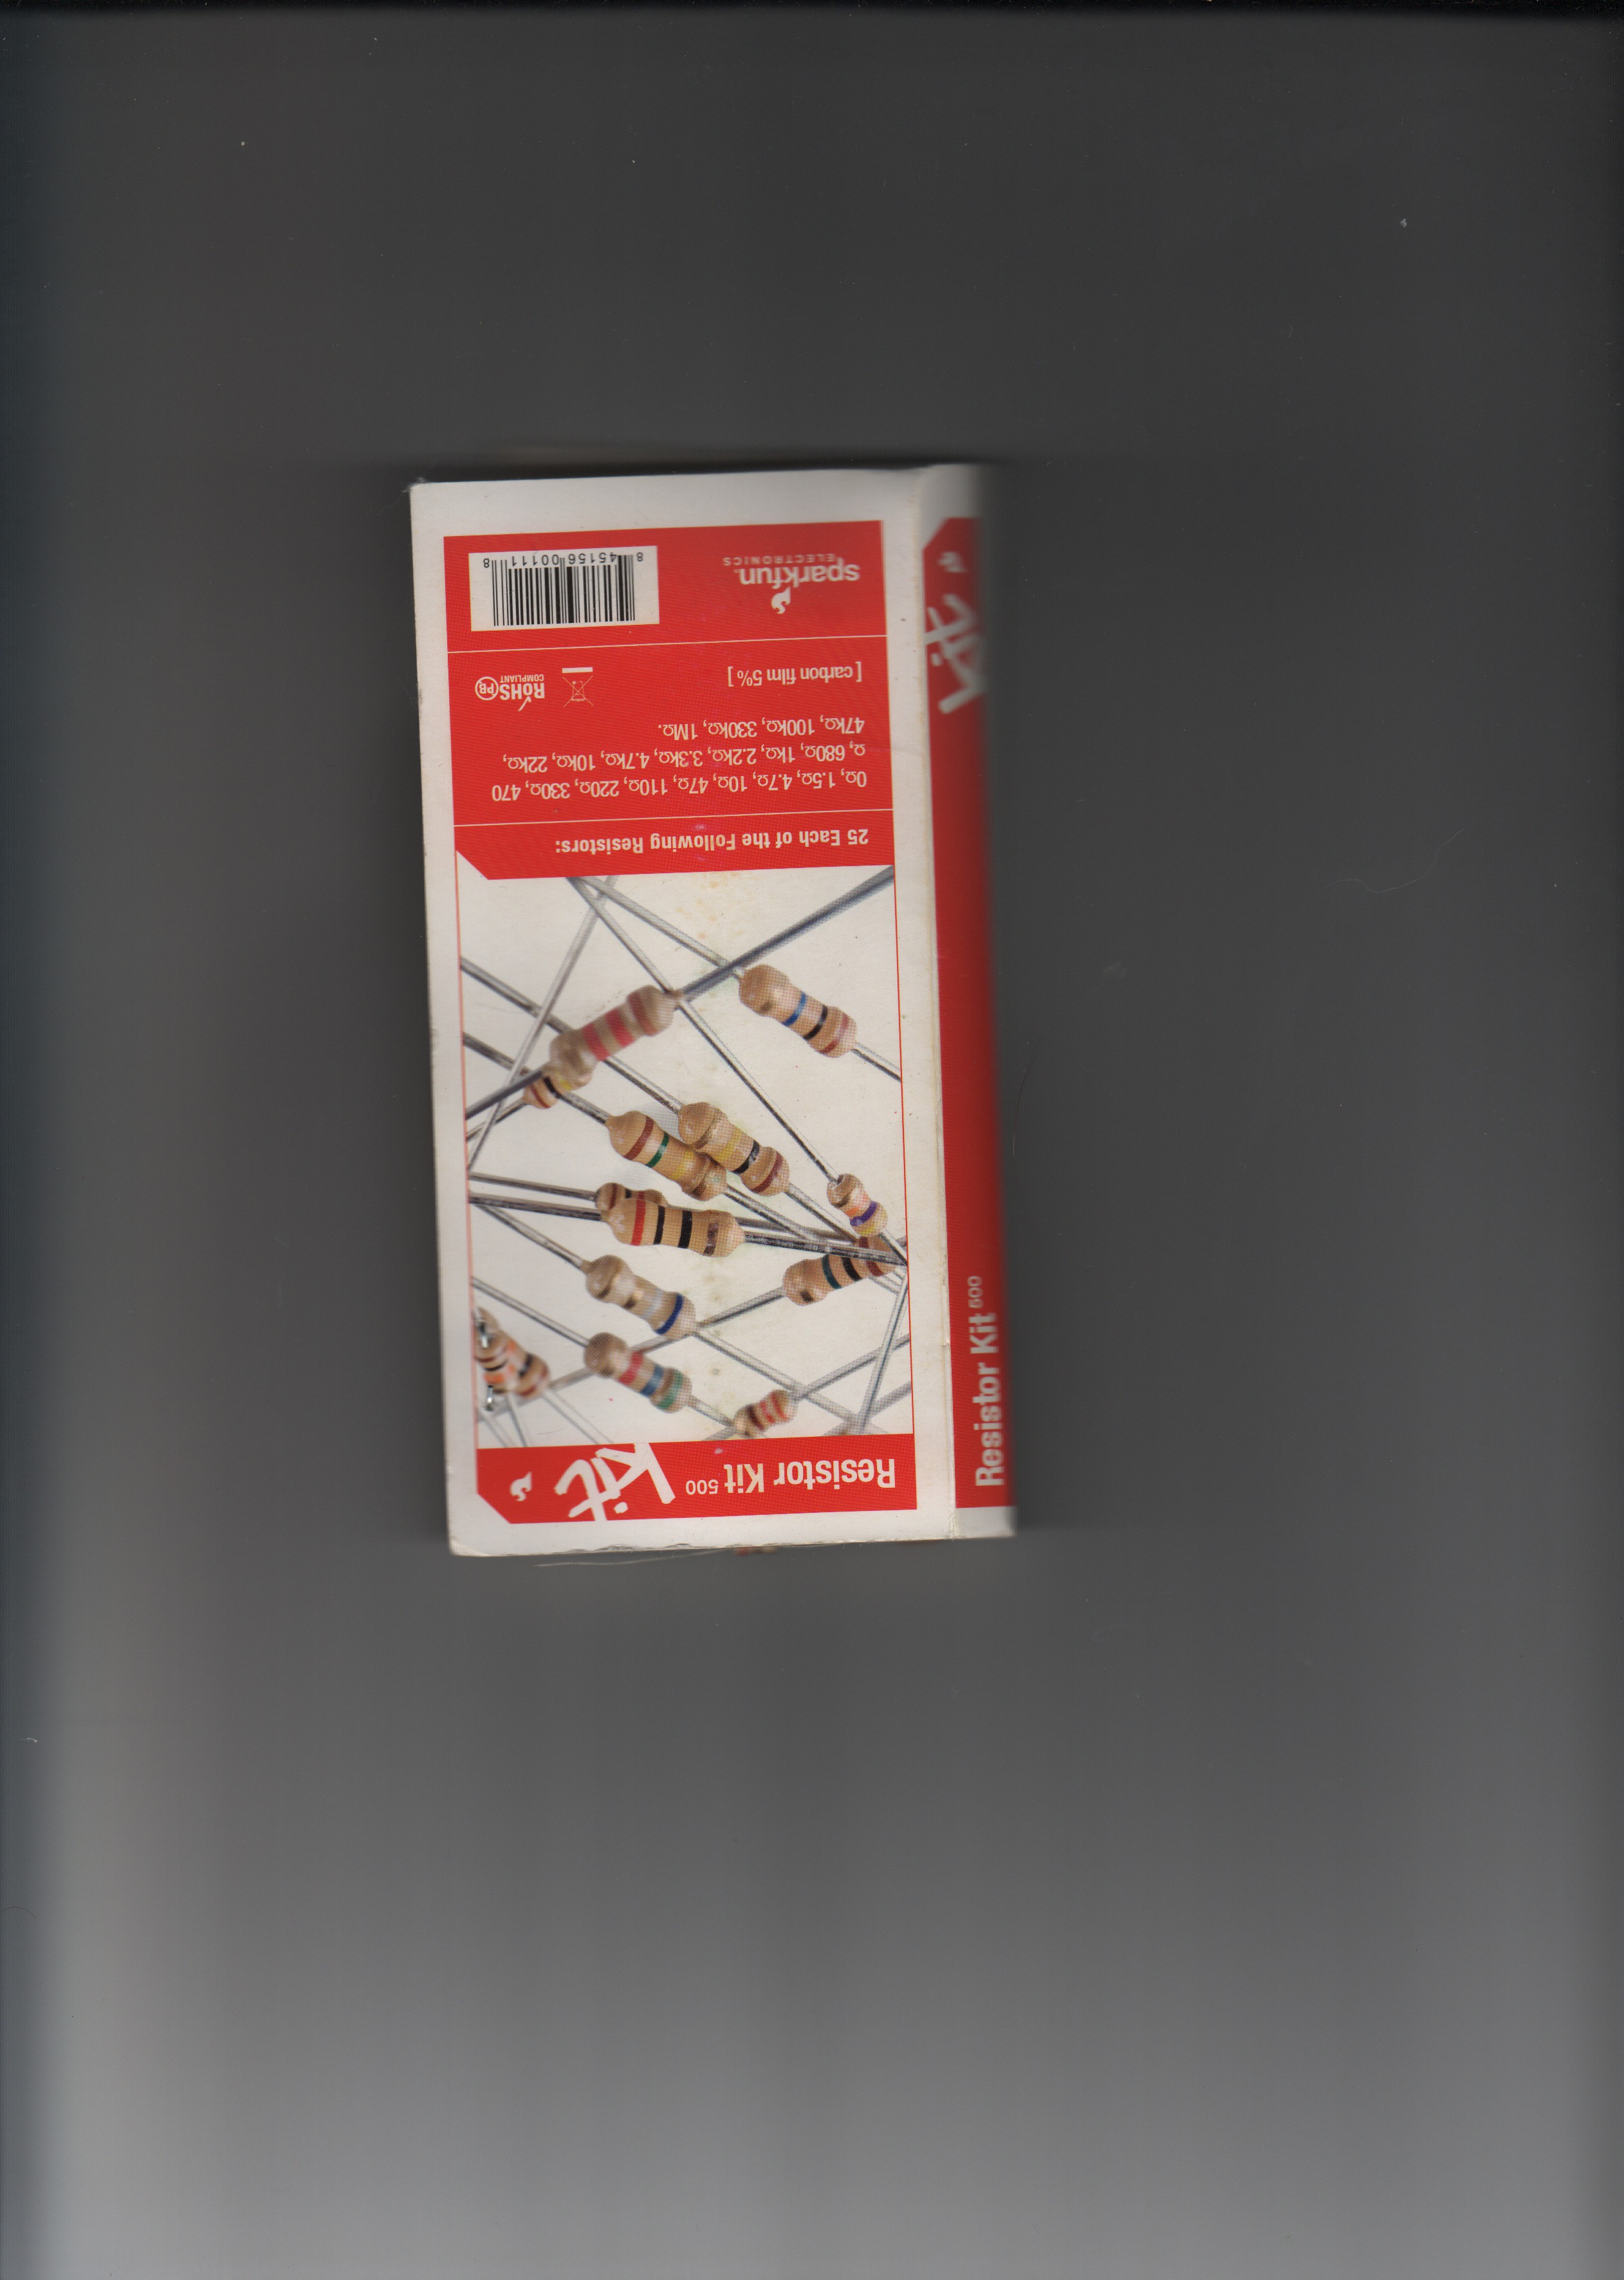 Resistor Kit 500
kit
25 Each of the Following Resistors:
0Ω, 1.5Ω, 4.7Ω, 10Ω, 47Ω, 110Ω, 220Ω, 330Ω, 470
Ω, 680Ω, 1kΩ, 2.2kΩ, 3.3kΩ, 4.7kΩ, 10kΩ, 22kΩ,
47kΩ, 100kΩ, 330kΩ, 1MΩ.
[ carbon film 5% ]
RoHS PB
COMPLIANT
sparkfun™
ELECTRONICS
8 45156 00111 8
Resistor Kit 500
kit